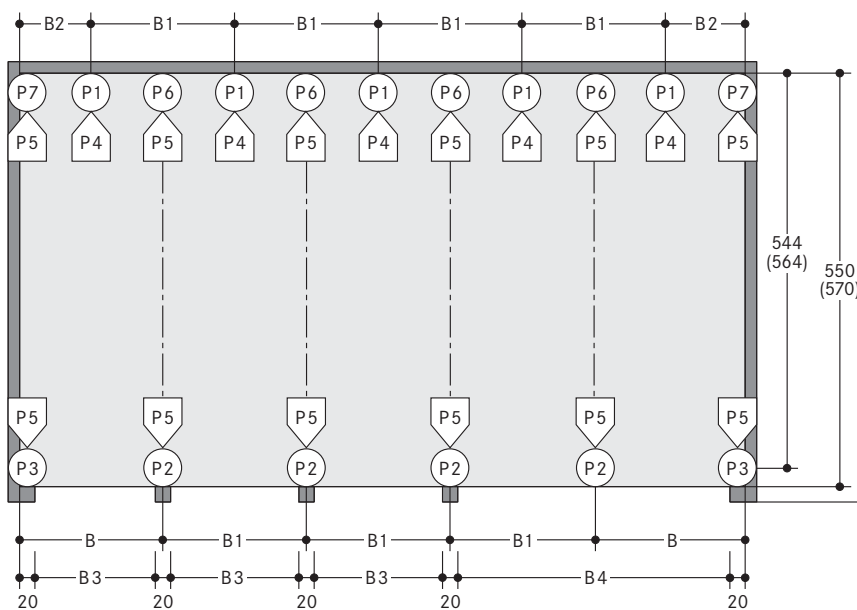 B2 B1 B1 B1 B1 B2
P7 P1 P6 P1 P6 P1 P6 P1 P6 P1 P7
P5 P4 P5 P4 P5 P4 P5 P4 P5 P4 P5
544
(564)
550
(570)
P5 P5 P5 P5 P5 P5
P3 P2 P2 P2 P2 P3
B B1 B1 B1 B
B3 B3 B3 B4
20 20 20 20 20